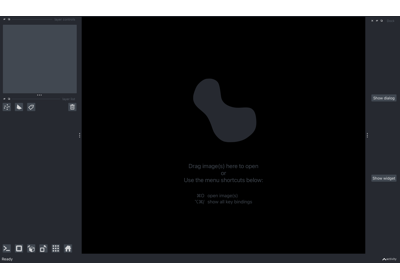 Show dialog
Drag image(s) here to open
or
Use the menu shortcuts below:
⌘O open image(s)
show all key bindings
Show widget
Ready
activity